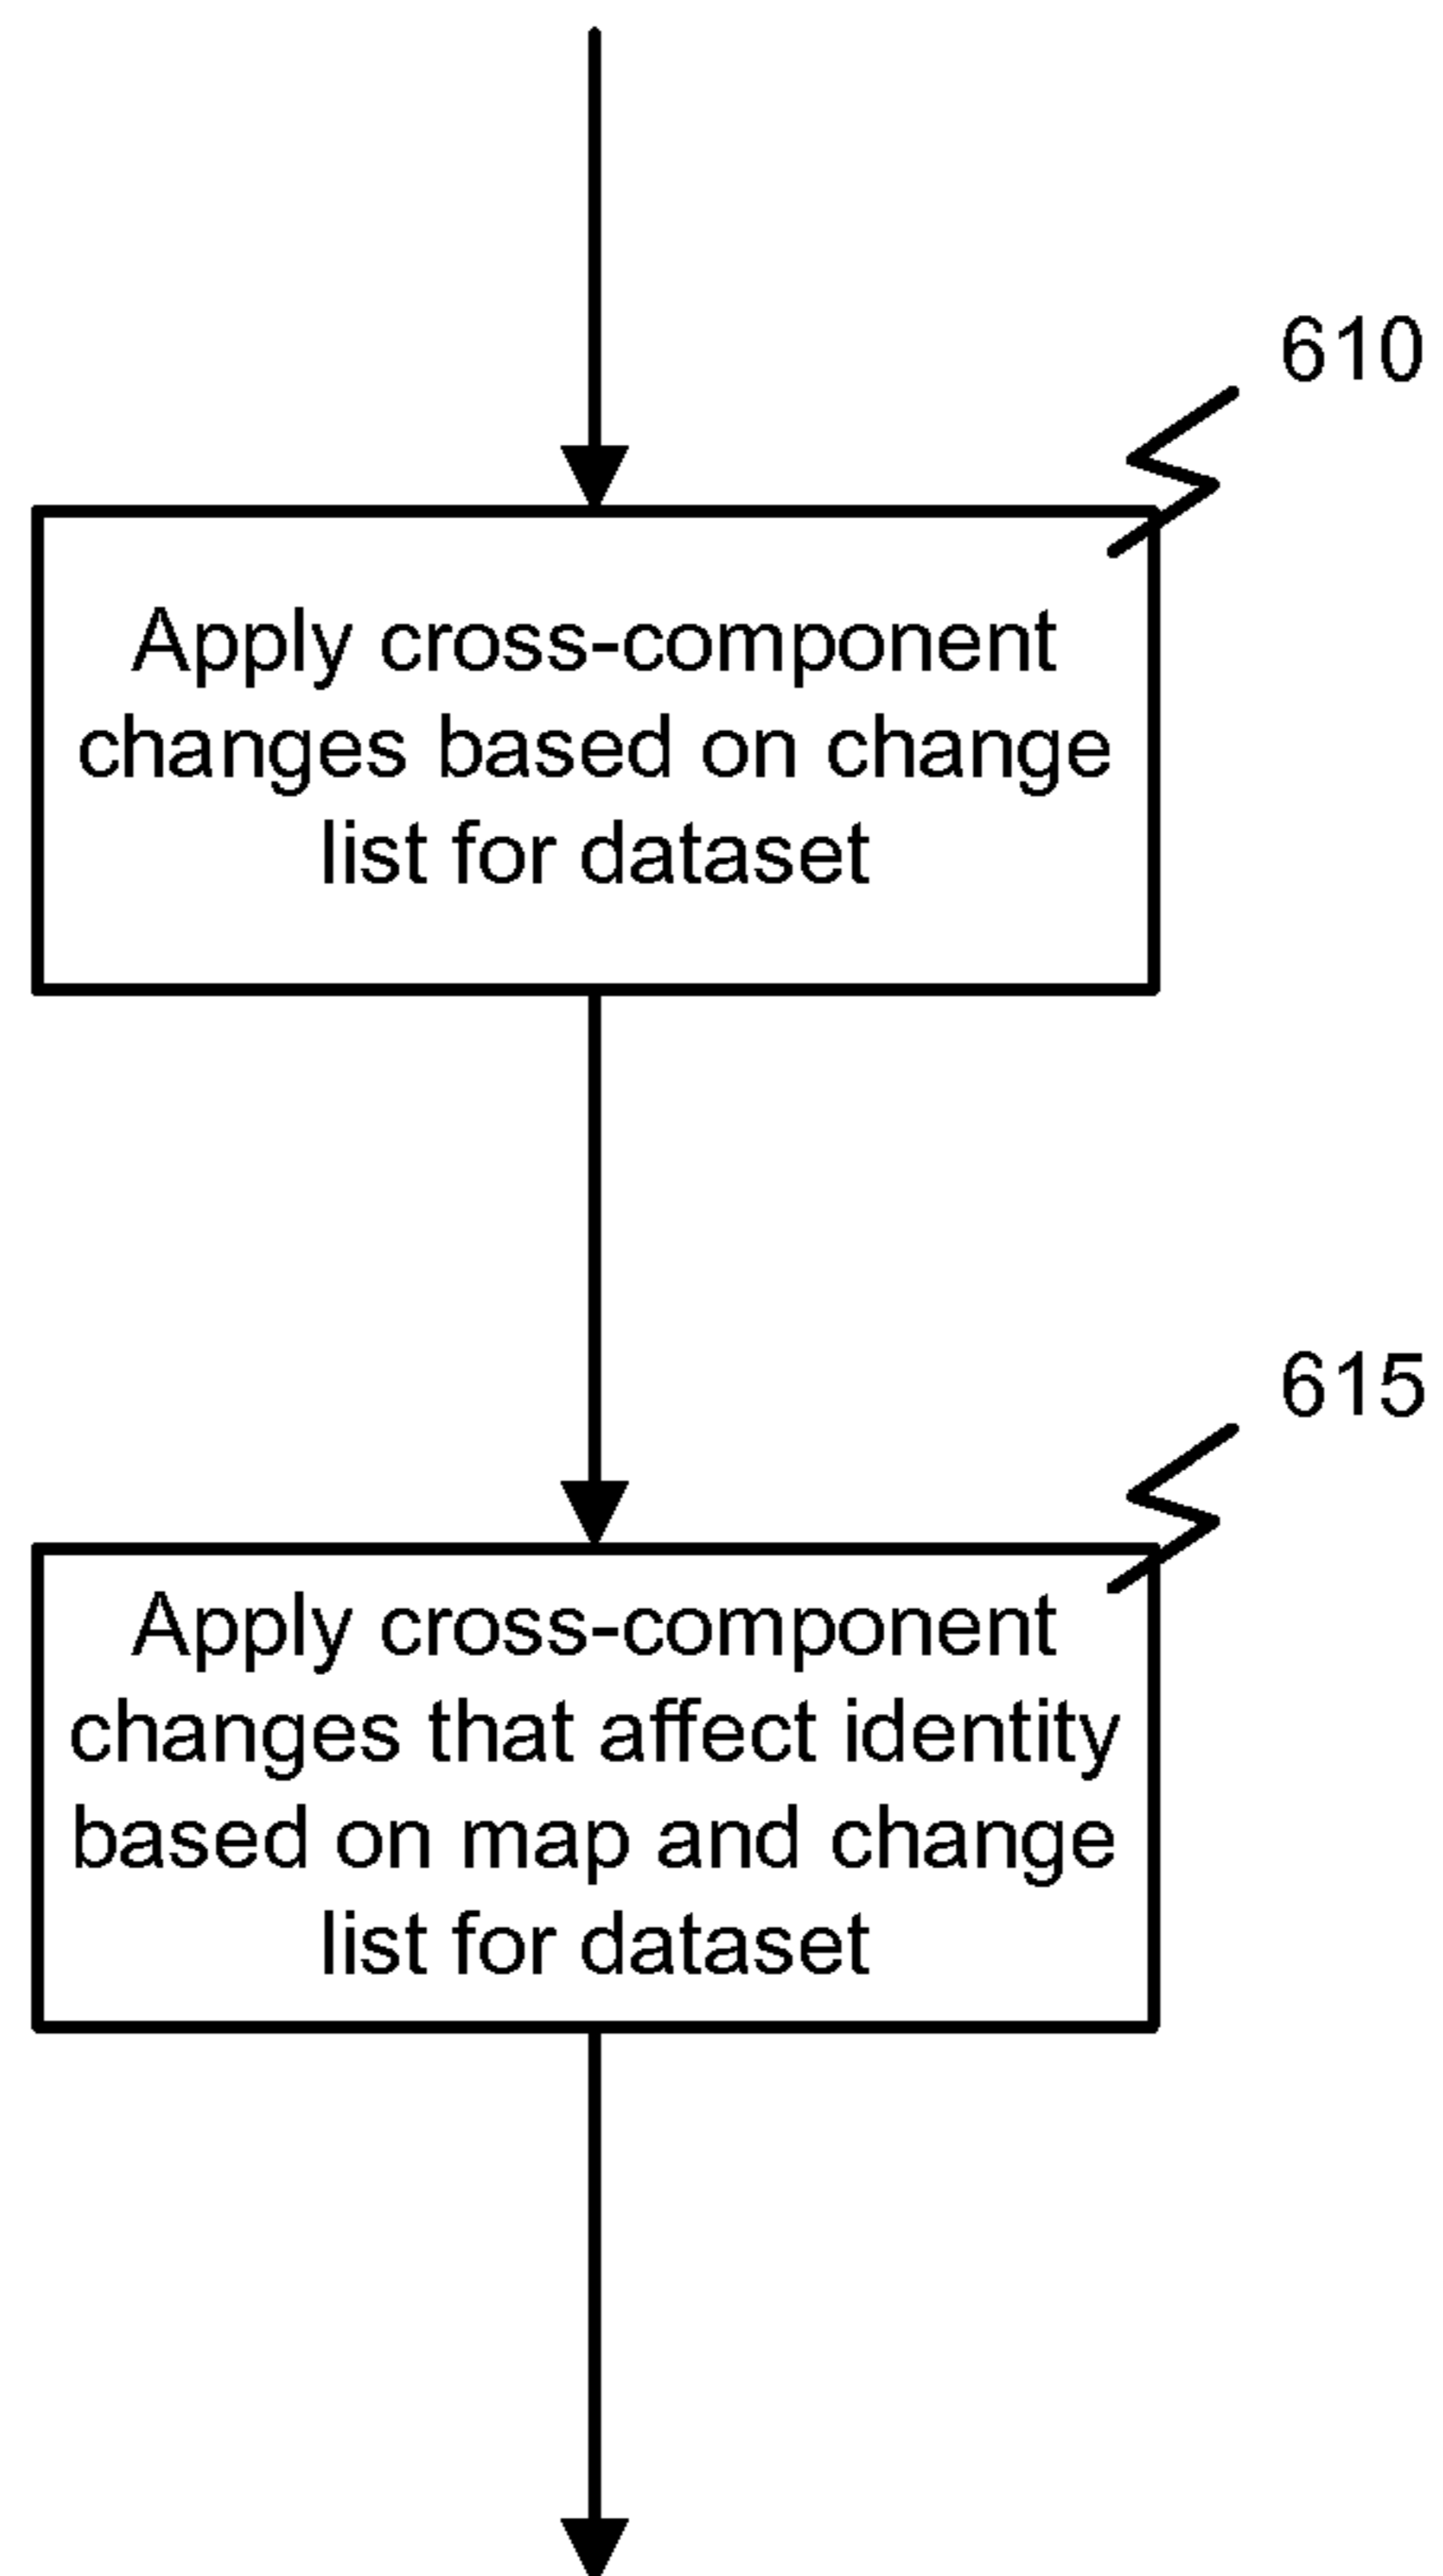 610
Apply cross-component
changes based on change
list for dataset
615
Apply cross-component
changes that affect identity
based on map and change
list for dataset